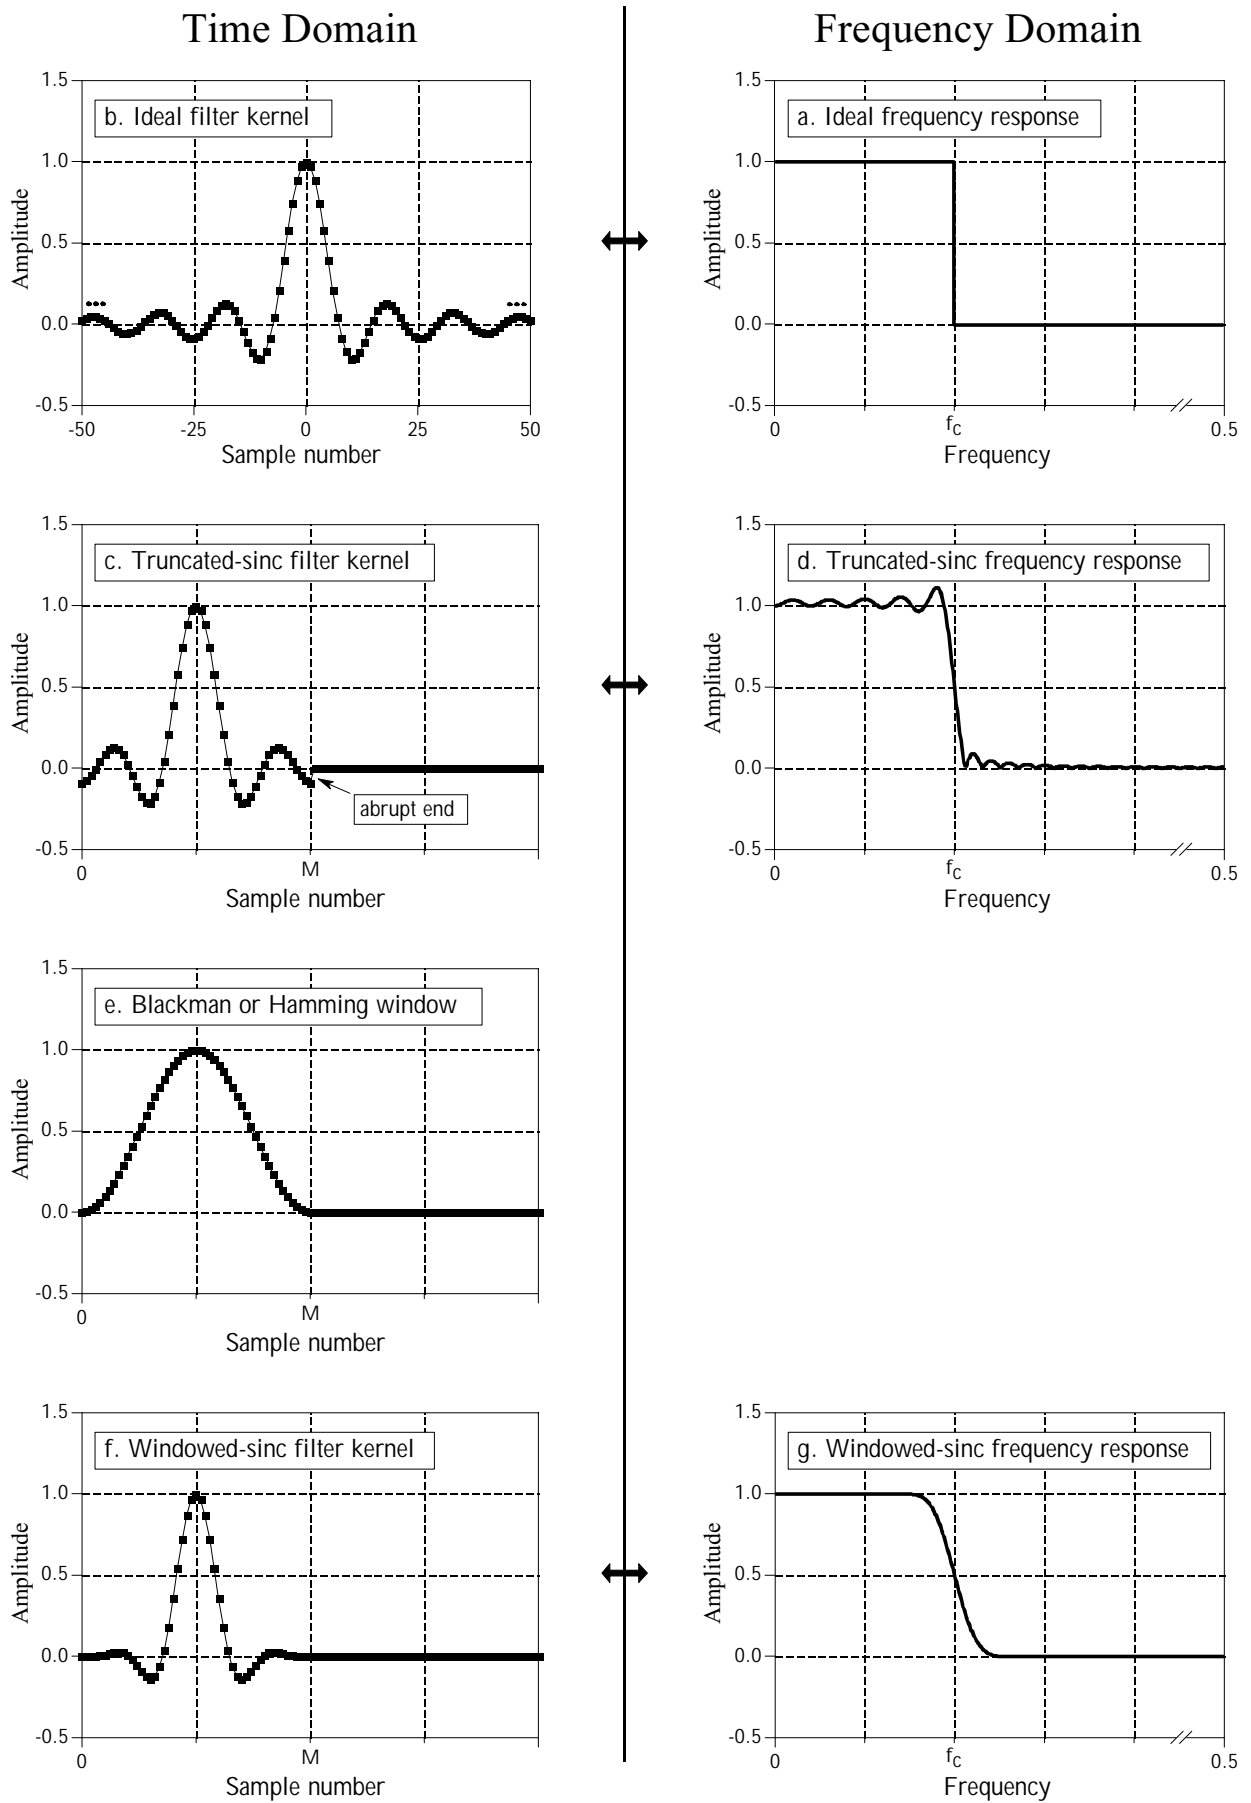 Time Domain
Frequency Domain
b. Ideal filter kernel
1.5
1.0
0.5
0.0
-0.5
-50
-25
0
25
50
Sample number
Amplitude
a. Ideal frequency response
1.5
1.0
0.5
0.0
-0.5
0
fC
0.5
Frequency
Amplitude
c. Truncated-sinc filter kernel
1.5
1.0
0.5
0.0
-0.5
abrupt end
0
M
Sample number
Amplitude
d. Truncated-sinc frequency response
1.5
1.0
0.5
0.0
-0.5
0
fC
0.5
Frequency
Amplitude
e. Blackman or Hamming window
1.5
1.0
0.5
0.0
-0.5
0
M
Sample number
Amplitude
f. Windowed-sinc filter kernel
1.5
1.0
0.5
0.0
-0.5
0
M
Sample number
Amplitude
g. Windowed-sinc frequency response
1.5
1.0
0.5
0.0
-0.5
0
fC
0.5
Frequency
Amplitude